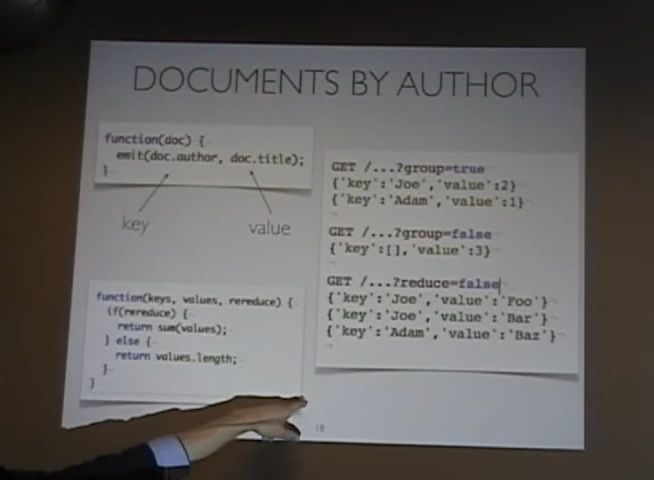 DOCUMENTS BY AUTHOR
function(doc) {
emit(doc.author, doc.title);
}
key
value
function(keys, values, rereduce) {
if(rereduce) {
return sum(values);
} else {
return values.length;
}
}
GET /...?group=true
{'key':'Joe','value':2}
{'key':'Adam','value':1}
GET /...?group=false
{'key':[],'value':3}
GET /...?reduce=false
{'key':'Joe','value':'Foo'}
{'key':'Joe','value':'Bar'}
{'key':'Adam','value':'Baz'}
18